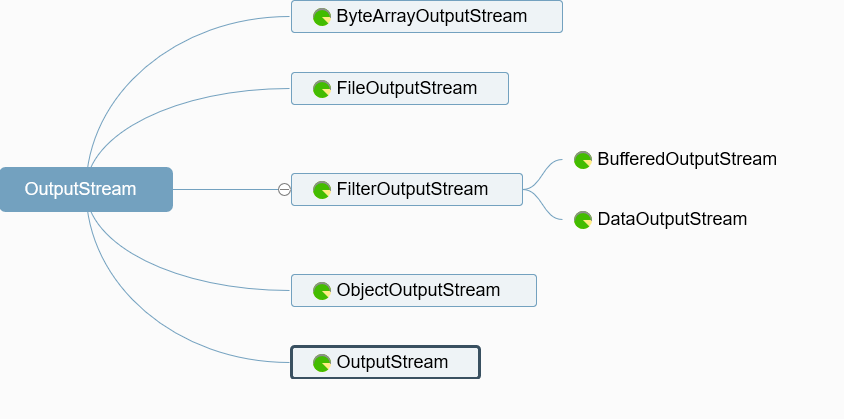 ByteArrayOutputStream
FileOutputStream
OutputStream
FilterOutputStream
BufferedOutputStream
DataOutputStream
ObjectOutputStream
OutputStream